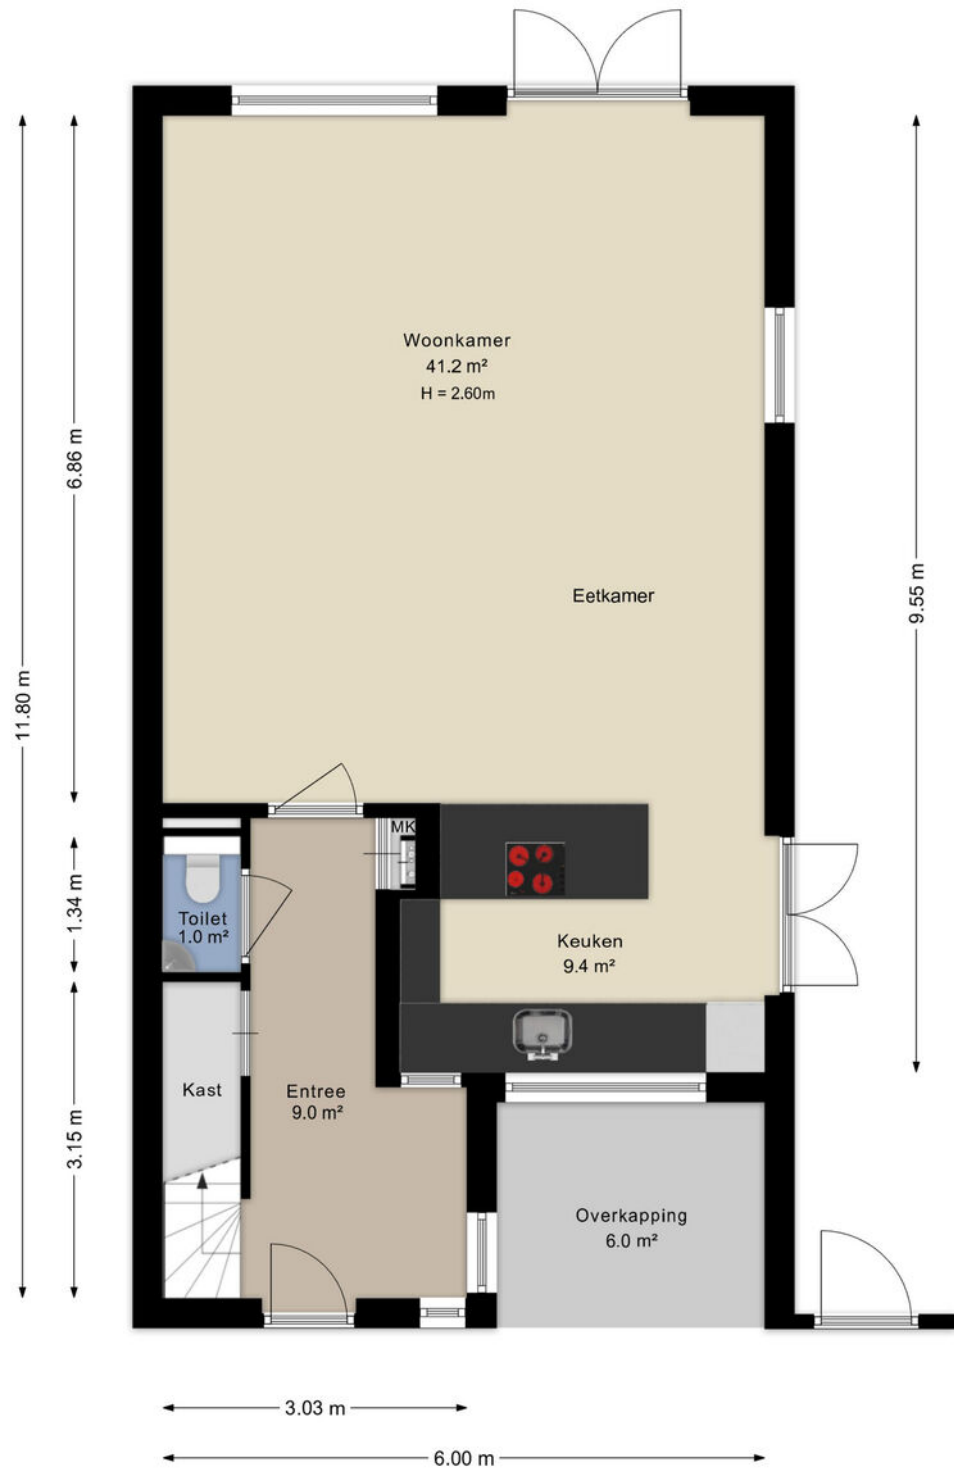 Woonkamer
41.2 m²
H = 2.60m
6.86 m
9.55 m
Eetkamer
11.80 m
MK
1.34 m
Toilet
1.0 m²
Keuken
9.4 m²
Kast
Entree
9.0 m²
3.15 m
Overkapping
6.0 m²
3.03 m
6.00 m